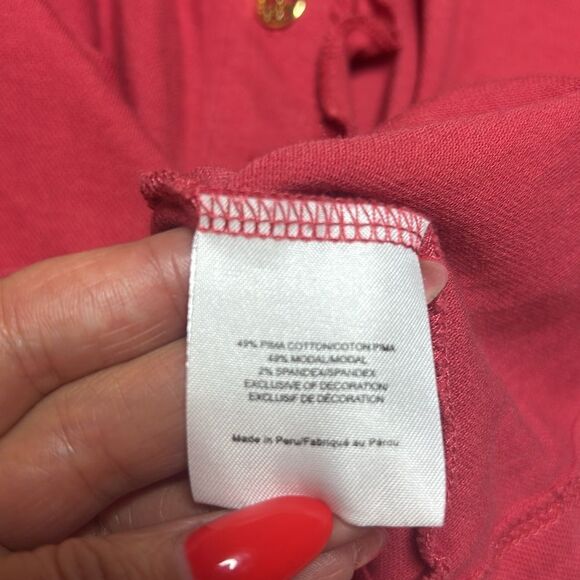 49% PIMA COTTON/COTON PIMA
49% MODAL/MODAL
2% SPANDEX/SPANDEX
EXCLUSIVE OF DECORATION/
EXCLUSIF DE DÉCORATION
Made in Peru/Fabriqué au Pérou